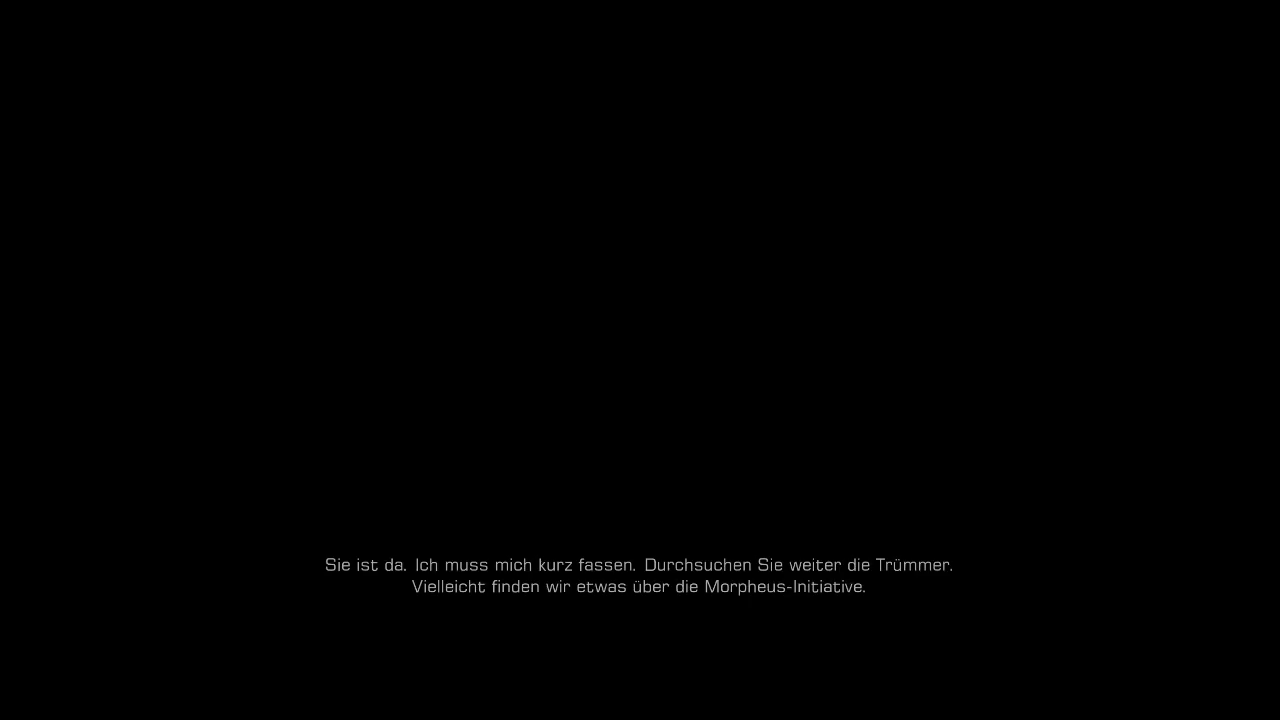 Sie ist da. Ich muss mich kurz fassen. Durchsuchen Sie weiter die Trümmer.
Vielleicht finden wir etwas über die Morpheus-Initiative.